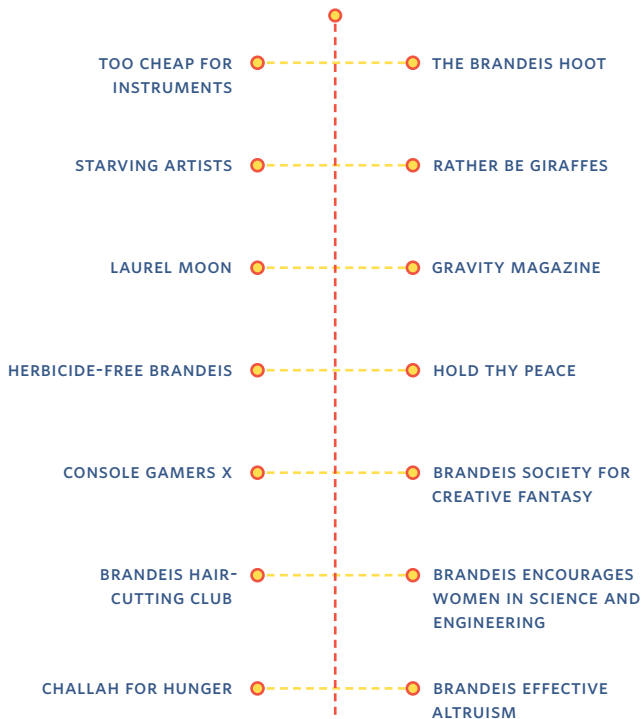 TOO CHEAP FOR
INSTRUMENTS
THE BRANDEIS HOOT
STARVING ARTISTS
RATHER BE GIRAFFES
LAUREL MOON
GRAVITY MAGAZINE
HERBICIDE-FREE BRANDEIS
HOLD THY PEACE
CONSOLE GAMERS X
BRANDEIS SOCIETY FOR
CREATIVE FANTASY
BRANDEIS HAIR-
CUTTING CLUB
BRANDEIS ENCOURAGES
WOMEN IN SCIENCE AND
ENGINEERING
CHALLAH FOR HUNGER
BRANDEIS EFFECTIVE
ALTRUISM